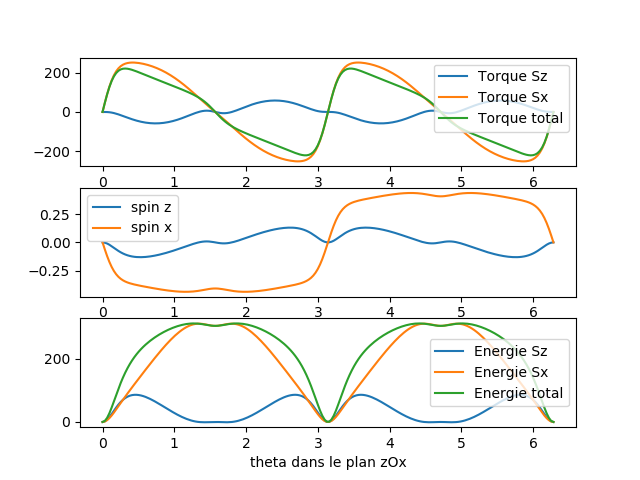 200
0
−200
Torque Sz
Torque Sx
Torque total
0 1 2 3 4 5 6
0.25
0.00
−0.25
spin z
spin x
0 1 2 3 4 5 6
200
0
Energie Sz
Energie Sx
Energie total
0 1 2 3 4 5 6
theta dans le plan zOx